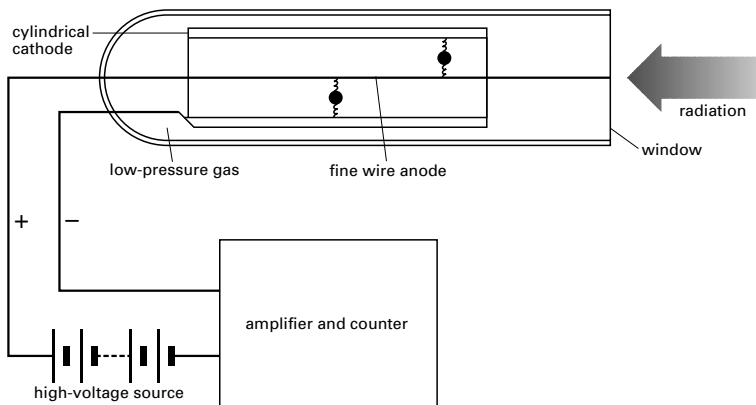 cylindrical
cathode
radiation
window
low-pressure gas
fine wire anode
+
−
amplifier and counter
high-voltage source